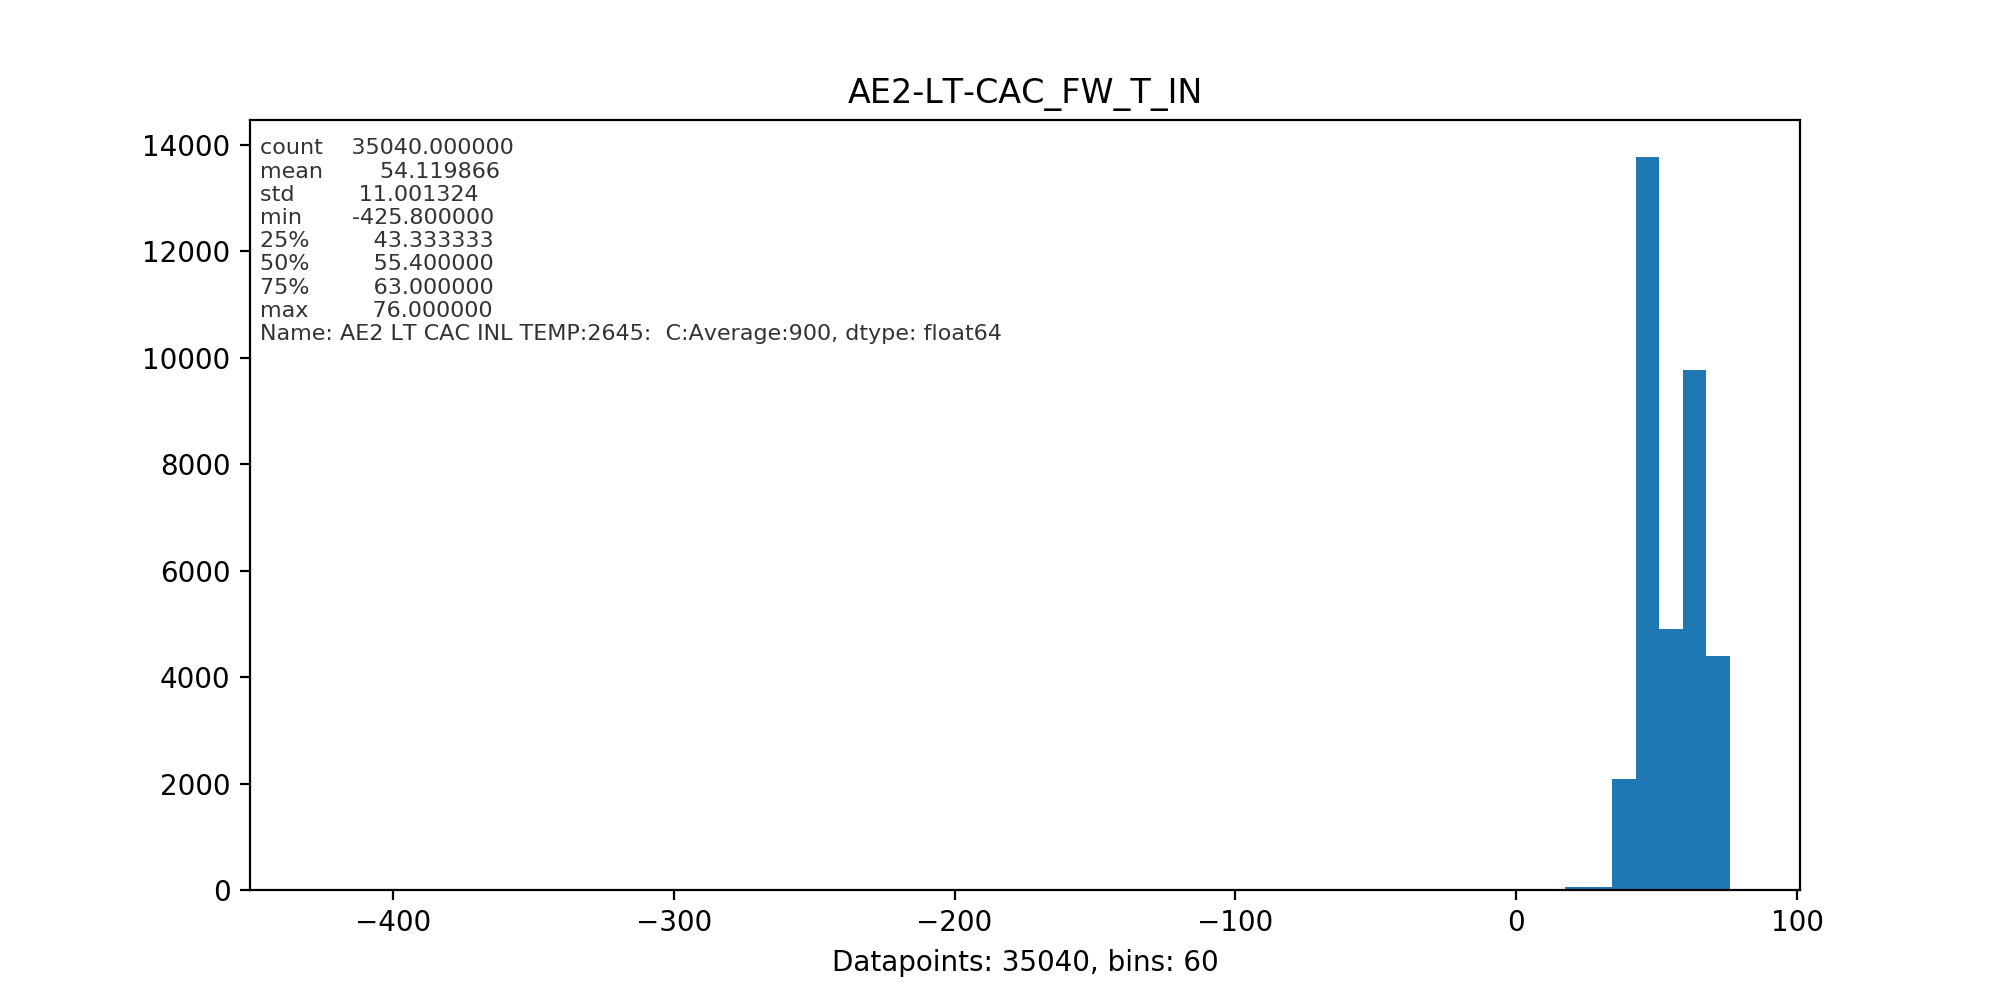 AE2-LT-CAC_FW_T_IN
14000
12000
10000
8000
6000
4000
2000
0
count 35040.000000
mean 54.119866
std 11.001324
min -425.800000
25% 43.333333
50% 55.400000
75% 63.000000
max 76.000000
Name: AE2 LT CAC INL TEMP:2645:  C:Average:900, dtype: float64
−400 −300 −200 −100 0 100
Datapoints: 35040, bins: 60